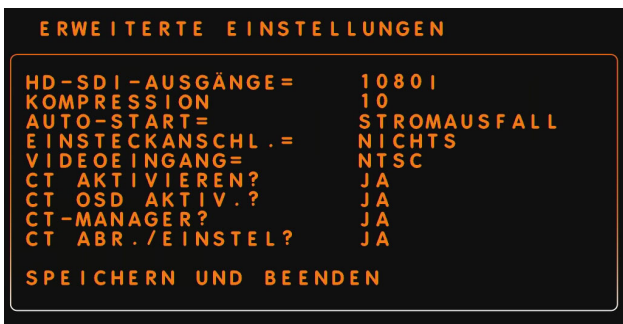 ERWEITERTE EINSTELLUNGEN
HD-SDI-AUSGÄNGE= 1080I
KOMPRESSION 10
AUTO-START= STROMAUSFALL
EINSTECKANSCHL.= NICHTS
VIDEOEINGANG= NTSC
CT AKTIVIEREN? JA
CT OSD AKTIV.? JA
CT-MANAGER? JA
CT ABR./EINSTEL? JA
SPEICHERN UND BEENDEN